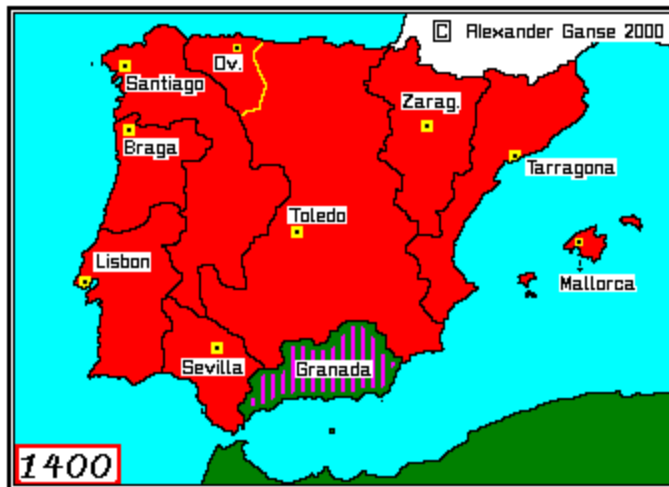 © Alexander Ganse 2000
Ov.
Santiago
Zarag.
Braga
Tarragona
Toledo
Lisbon
Mallorca
Sevilla
Granada
1400